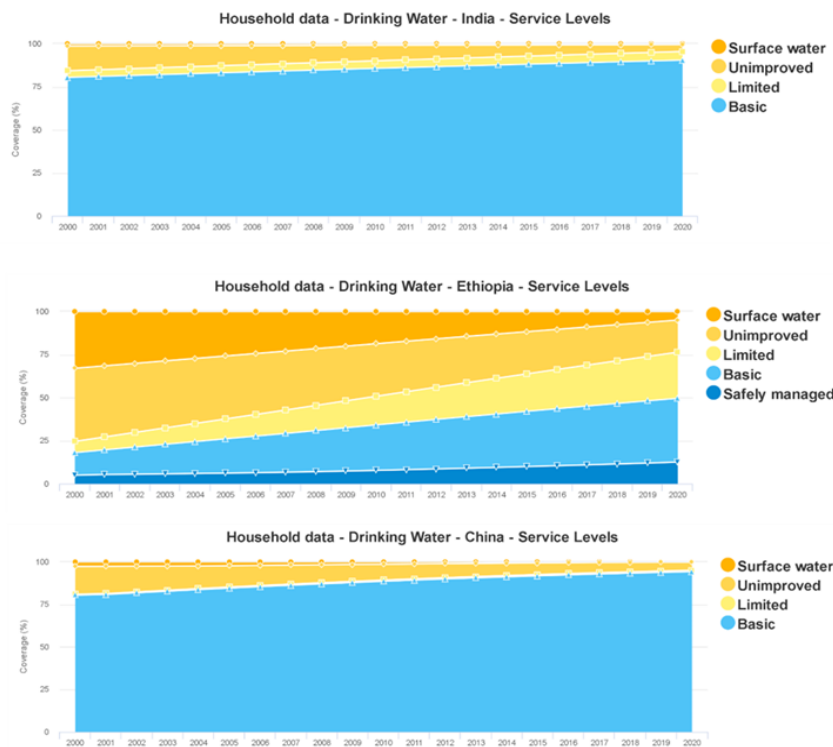 Household data - Drinking Water - India - Service Levels
100
75
50
25
0
Coverage (%)
2000 2001 2002 2003 2004 2005 2006 2007 2008 2009 2010 2011 2012 2013 2014 2015 2016 2017 2018 2019 2020
Surface water
Unimproved
Limited
Basic
Household data - Drinking Water - Ethiopia - Service Levels
100
75
50
25
0
Coverage (%)
2000 2001 2002 2003 2004 2005 2006 2007 2008 2009 2010 2011 2012 2013 2014 2015 2016 2017 2018 2019 2020
Surface water
Unimproved
Limited
Basic
Safely managed
Household data - Drinking Water - China - Service Levels
100
75
50
25
0
Coverage (%)
2000 2001 2002 2003 2004 2005 2006 2007 2008 2009 2010 2011 2012 2013 2014 2015 2016 2017 2018 2019 2020
Surface water
Unimproved
Limited
Basic